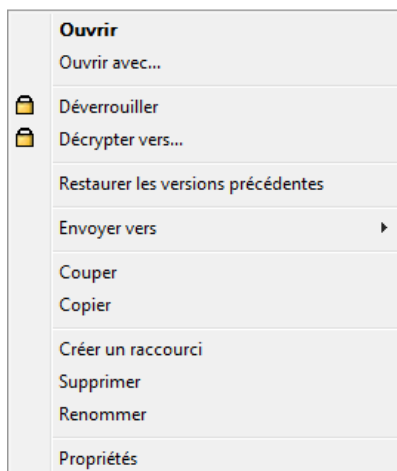 Ouvrir
Ouvrir avec...
Déverrouiller
Décrypter vers...
Restaurer les versions précédentes
Envoyer vers
Couper
Copier
Créer un raccourci
Supprimer
Renommer
Propriétés